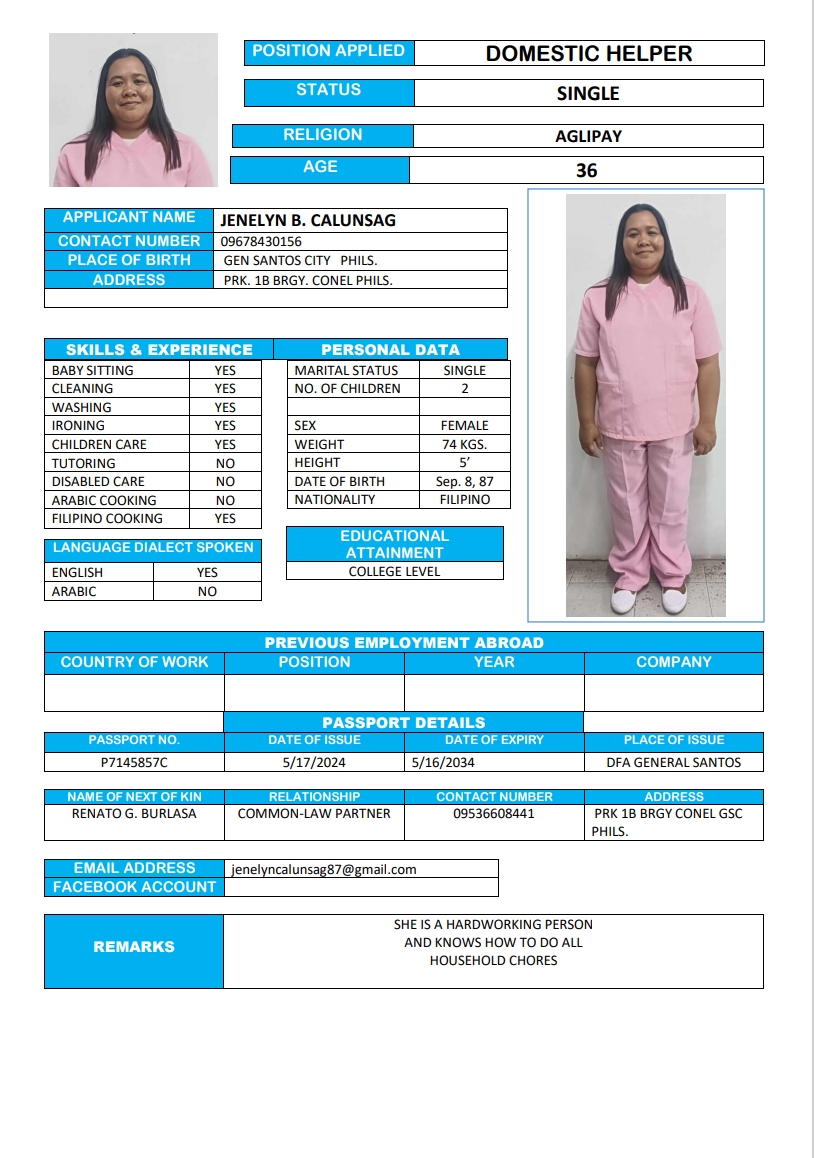 POSITION APPLIED DOMESTIC HELPER
STATUS SINGLE
RELIGION AGLIPAY
AGE 36
APPLICANT NAME JENELYN B. CALUNSAG
CONTACT NUMBER 09678430156
PLACE OF BIRTH GEN SANTOS CITY PHILS.
ADDRESS PRK. 1B BRGY. CONEL PHILS.
SKILLS & EXPERIENCE PERSONAL DATA
BABY SITTING YES MARITAL STATUS SINGLE
CLEANING YES NO. OF CHILDREN 2
WASHING YES
IRONING YES SEX FEMALE
CHILDREN CARE YES WEIGHT 74 KGS.
TUTORING NO HEIGHT 5’
DISABLED CARE NO DATE OF BIRTH Sep. 8, 87
ARABIC COOKING NO NATIONALITY FILIPINO
FILIPINO COOKING YES
LANGUAGE DIALECT SPOKEN
ENGLISH YES
ARABIC NO
EDUCATIONAL
ATTAINMENT
COLLEGE LEVEL
PREVIOUS EMPLOYMENT ABROAD
COUNTRY OF WORK POSITION YEAR COMPANY
PASSPORT DETAILS
PASSPORT NO. DATE OF ISSUE DATE OF EXPIRY PLACE OF ISSUE
P7145857C 5/17/2024 5/16/2034 DFA GENERAL SANTOS
NAME OF NEXT OF KIN RELATIONSHIP CONTACT NUMBER ADDRESS
RENATO G. BURLASA COMMON-LAW PARTNER 09536608441 PRK 1B BRGY CONEL GSC
PHILS.
EMAIL ADDRESS jenelyncalunsag87@gmail.com
FACEBOOK ACCOUNT
REMARKS
SHE IS A HARDWORKING PERSON
AND KNOWS HOW TO DO ALL
HOUSEHOLD CHORES